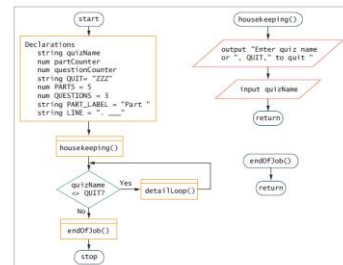 start
Declarations
string quizName
num partCounter
num questionCounter
string QUIT= "ZZZ"
num PARTS = 5
num QUESTIONS = 3
string PART_LABEL = "Part "
string LINE = ". ___"
housekeeping()
quizName
<> QUIT?
Yes
detailLoop()
No
endOfJob()
stop
housekeeping()
output "Enter quiz name
or ", QUIT," to quit "
input quizName
return
endOfJob()
return